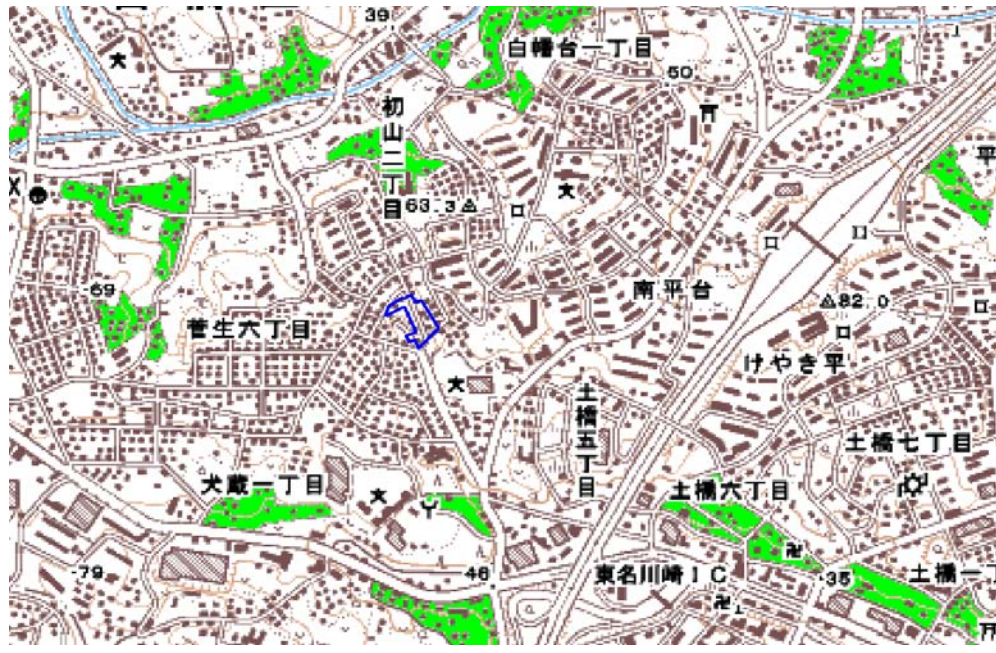 39
白幡台一丁目
50
初山二丁目
平
63.3
69
南平台
82.0
菅生六丁目
けやき平
土橋五丁目
土橋七丁目
犬蔵一丁目
土橋六丁目
79
46
東名川崎IC
35
土橋一丁